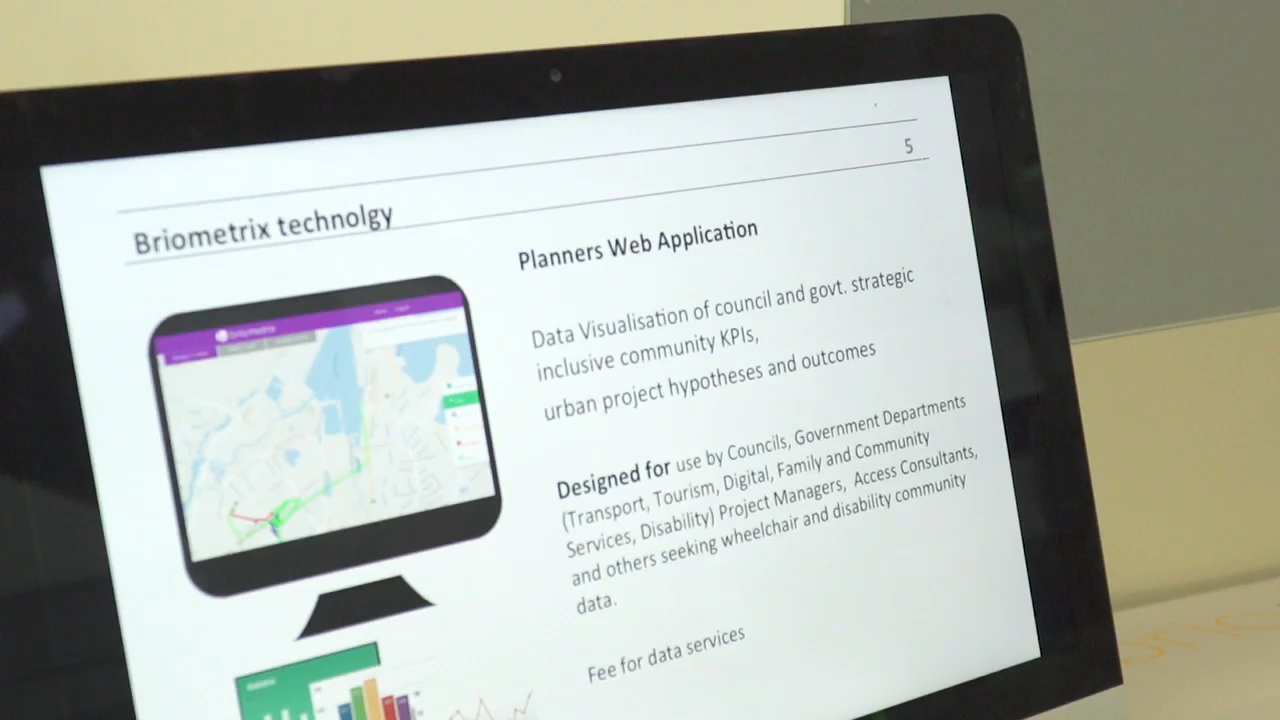 5
Briometrix technolgy
Planners Web Application
Data Visualisation of council and govt. strategic
inclusive community KPIs,
urban project hypotheses and outcomes
Designed for use by Councils, Government Departments
(Transport, Tourism, Digital, Family and Community
Services, Disability) Project Managers, Access Consultants,
and others seeking wheelchair and disability community
data.
Fee for data services
briometrix